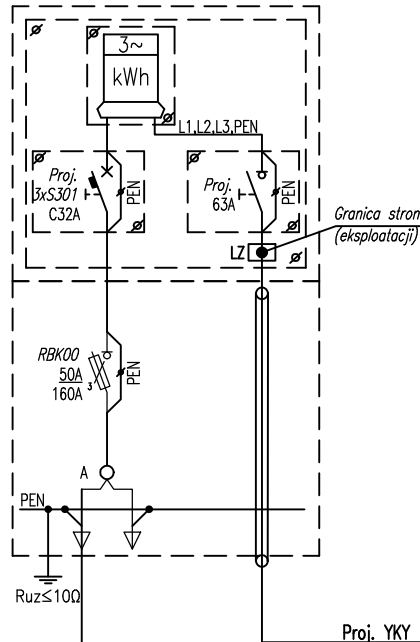 3~
kWh
L1,L2,L3,PEN
Proj.
3xS301
C32A
PEN
Proj.
63A
PEN
Granica stron
(eksploatacji)
LZ
RBK00
50A
160A
3
PEN
A
PEN
Ruz≤10Ω
Proj. YKY